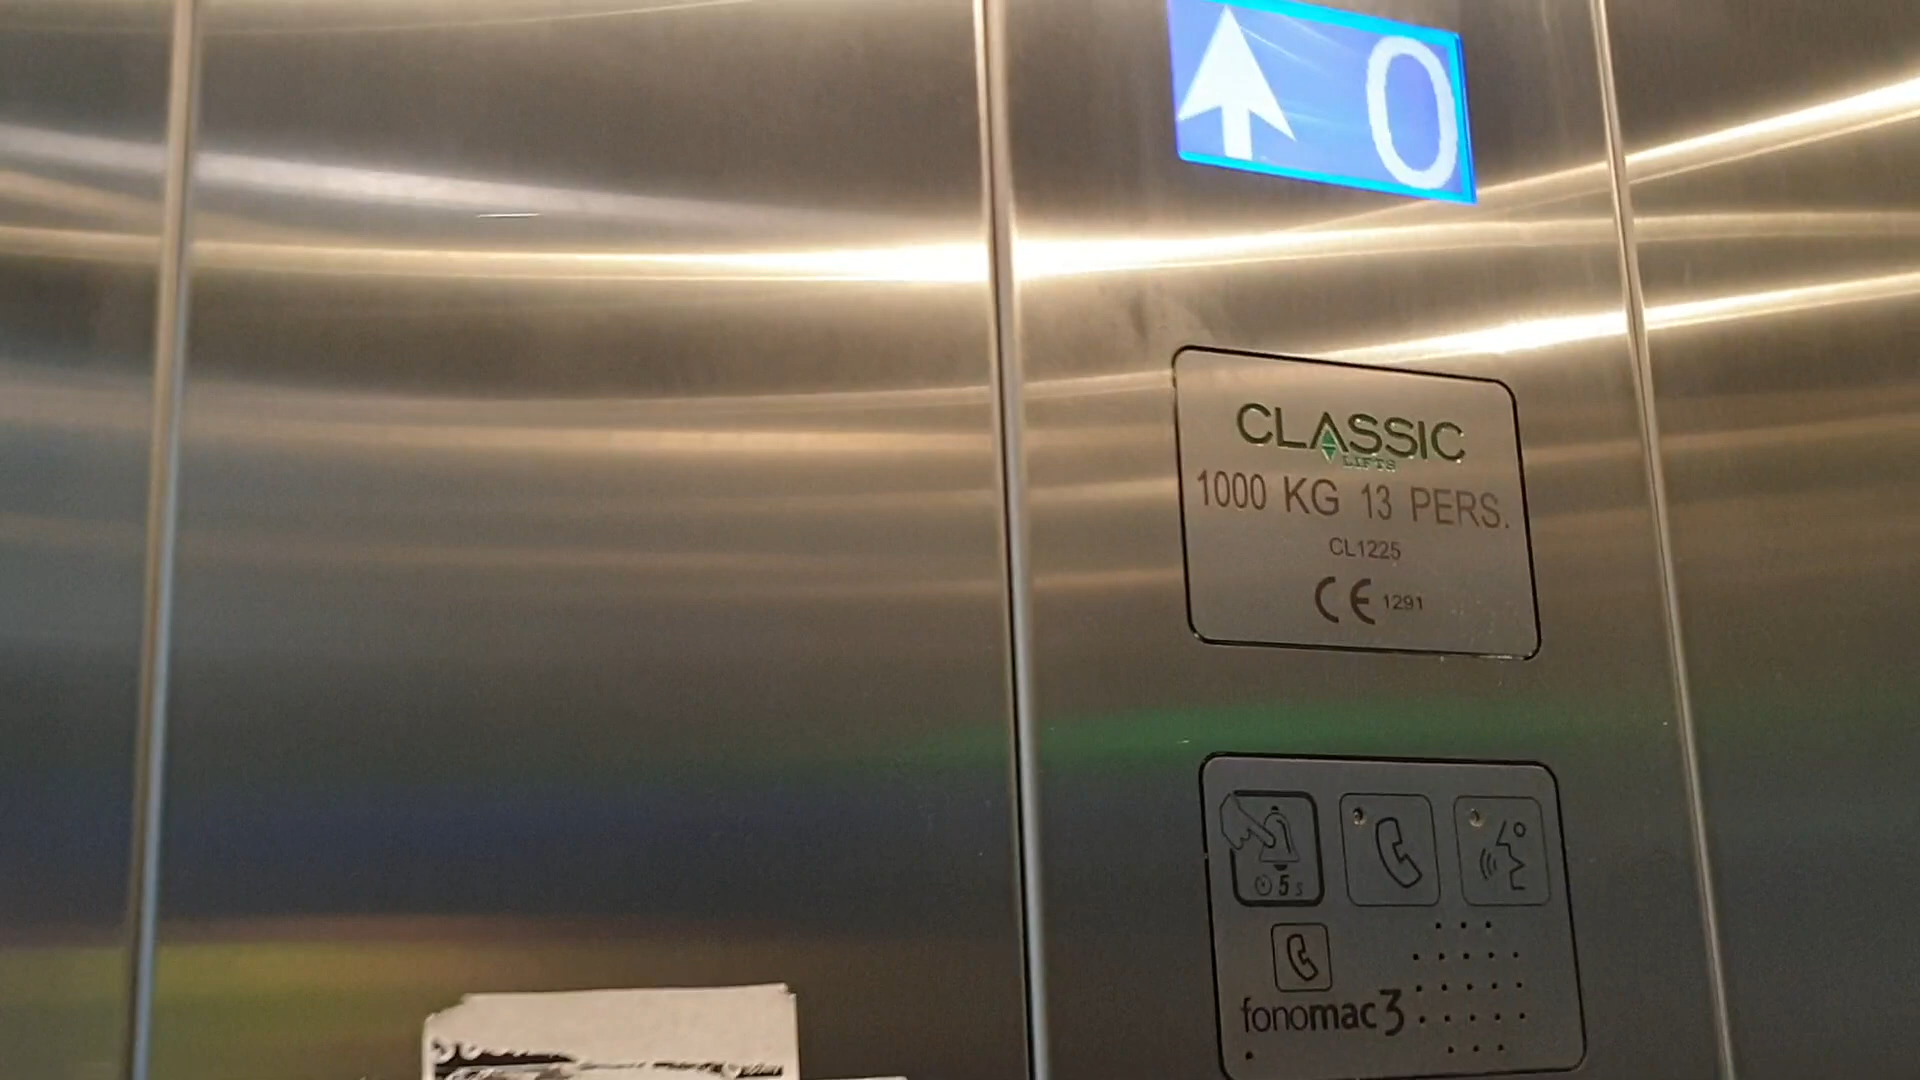 0
CLASSIC
LIFTS
1000 KG 13 PERS.
CL1225
CE 1291
5 s
fonomac3